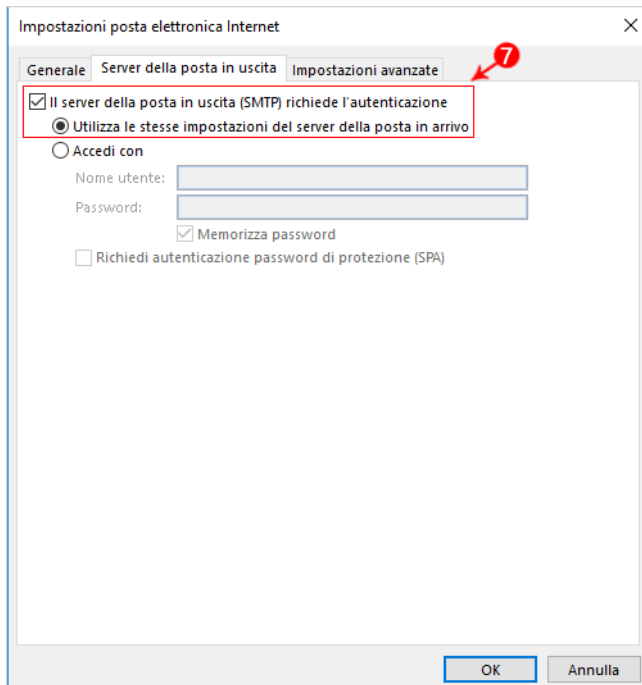 Impostazioni posta elettronica Internet
Generale Server della posta in uscita Impostazioni avanzate
7
Il server della posta in uscita (SMTP) richiede l'autenticazione
Utilizza le stesse impostazioni del server della posta in arrivo
Accedi con
Nome utente:
Password:
Memorizza password
Richiedi autenticazione password di protezione (SPA)
OK Annulla